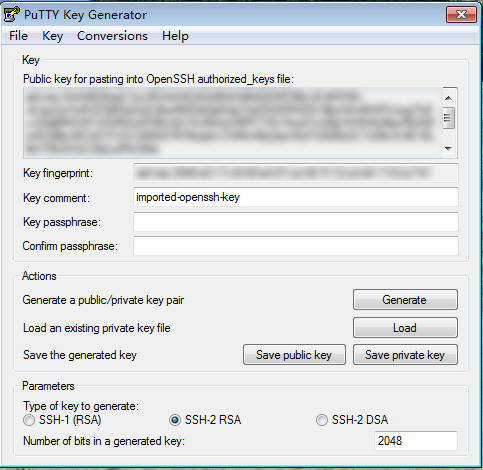 PuTTY Key Generator
File Key Conversions Help
Key
Public key for pasting into OpenSSH authorized_keys file:
Key fingerprint:
Key comment: imported-openssh-key
Key passphrase:
Confirm passphrase:
Actions
Generate a public/private key pair Generate
Load an existing private key file Load
Save the generated key Save public key Save private key
Parameters
Type of key to generate:
SSH-1 (RSA) SSH-2 RSA SSH-2 DSA
Number of bits in a generated key: 2048